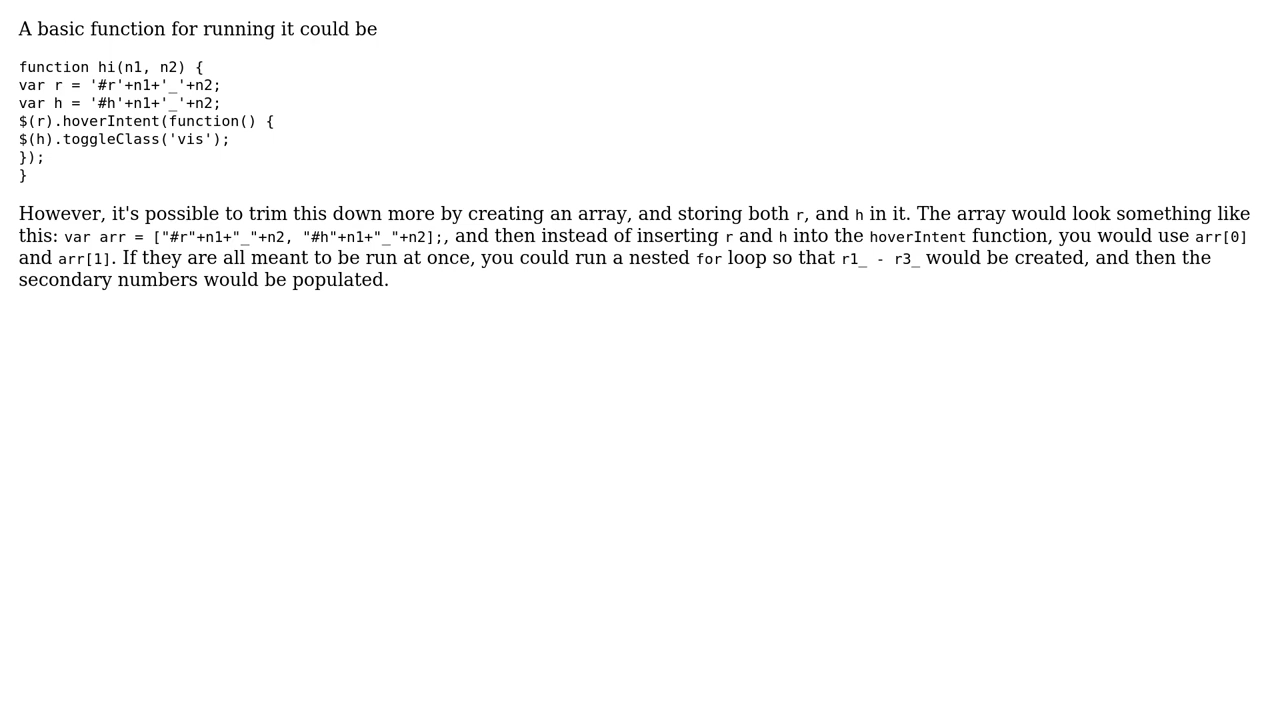 A basic function for running it could be
function hi(n1, n2) {
var r = '#r'+n1+'_'+n2;
var h = '#h'+n1+'_'+n2;
$(r).hoverIntent(function() {
$(h).toggleClass('vis');
});
}
However, it's possible to trim this down more by creating an array, and storing both r, and h in it. The array would look something like
this: var arr = ["#r"+n1+"_"+n2, "#h"+n1+"_"+n2];, and then instead of inserting r and h into the hoverIntent function, you would use arr[0]
and arr[1]. If they are all meant to be run at once, you could run a nested for loop so that r1_ - r3_ would be created, and then the
secondary numbers would be populated.